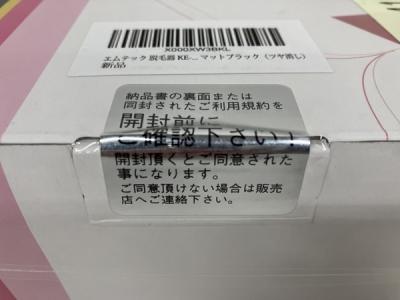 X000XW3BKL
エムテック 脱毛器 KE-... マットブラック（ツヤ消し）
新品
納品書の裏面または
同封されたご利用規約を
開封前に
ご確認下さい！
開封頂くとご同意された
事になります。
ご同意頂けない場合は販売
店へご連絡下さい。